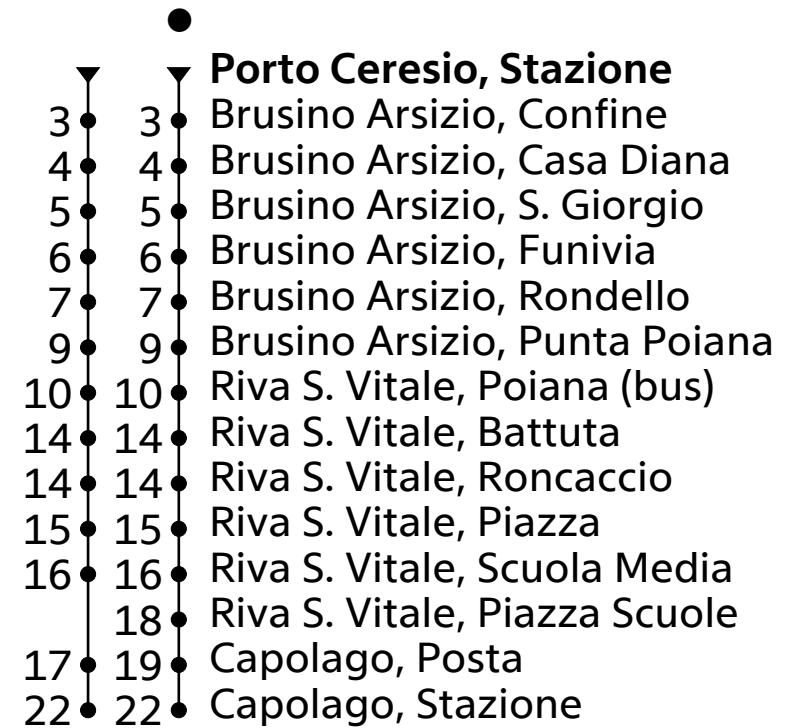 Porto Ceresio, Stazione
3 3 Brusino Arsizio, Confine
4 4 Brusino Arsizio, Casa Diana
5 5 Brusino Arsizio, S. Giorgio
6 6 Brusino Arsizio, Funivia
7 7 Brusino Arsizio, Rondello
9 9 Brusino Arsizio, Punta Poiana
10 10 Riva S. Vitale, Poiana (bus)
14 14 Riva S. Vitale, Battuta
14 14 Riva S. Vitale, Roncaccio
15 15 Riva S. Vitale, Piazza
16 16 Riva S. Vitale, Scuola Media
18 Riva S. Vitale, Piazza Scuole
17 19 Capolago, Posta
22 22 Capolago, Stazione